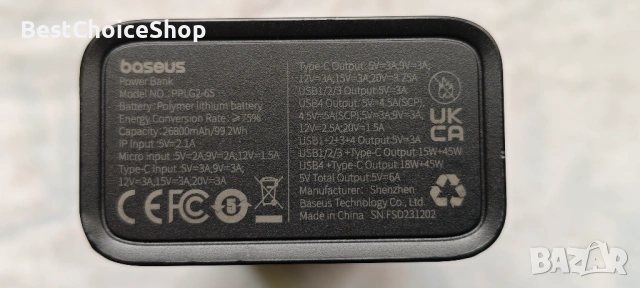 BestChoiceShop
baseus
Power Bank
Model NO.: PPLG2-65
Battery: Polymer lithium battery
Energy Conversion Rate: ⩾75%
Capacity: 26800mAh/99.2Wh
IP Input: 5V=2.1A
Micro Input: 5V=2A,9V=2A;12V=1.5A
Type-C Input: 5V=3A,9V=3A;
12V=3A,15V=3A,20V=3A
CE FC 5
Type-C Output: 5V=3A,9V=3A,
12V=3A,15V=3A,20V=3.25A
USB1/2/3 Output: 5V=3A
USB4 Output: 5V=4.5A(SCP),
4.5V=5A(SCP),5V=3A,9V=3A,
12V=2.5A;20V=1.5A
USB1+2+3+4 Output:5V=3A
USB1/2/3 +Type-C Output:15W+45W
USB4 +Type-C Output:18W+45W
5V Total Output:5V=6A
Manufacturer: Shenzhen
Baseus Technology Co., Ltd.
Made in China SN:FSD231202
UK
CA
BAZAR